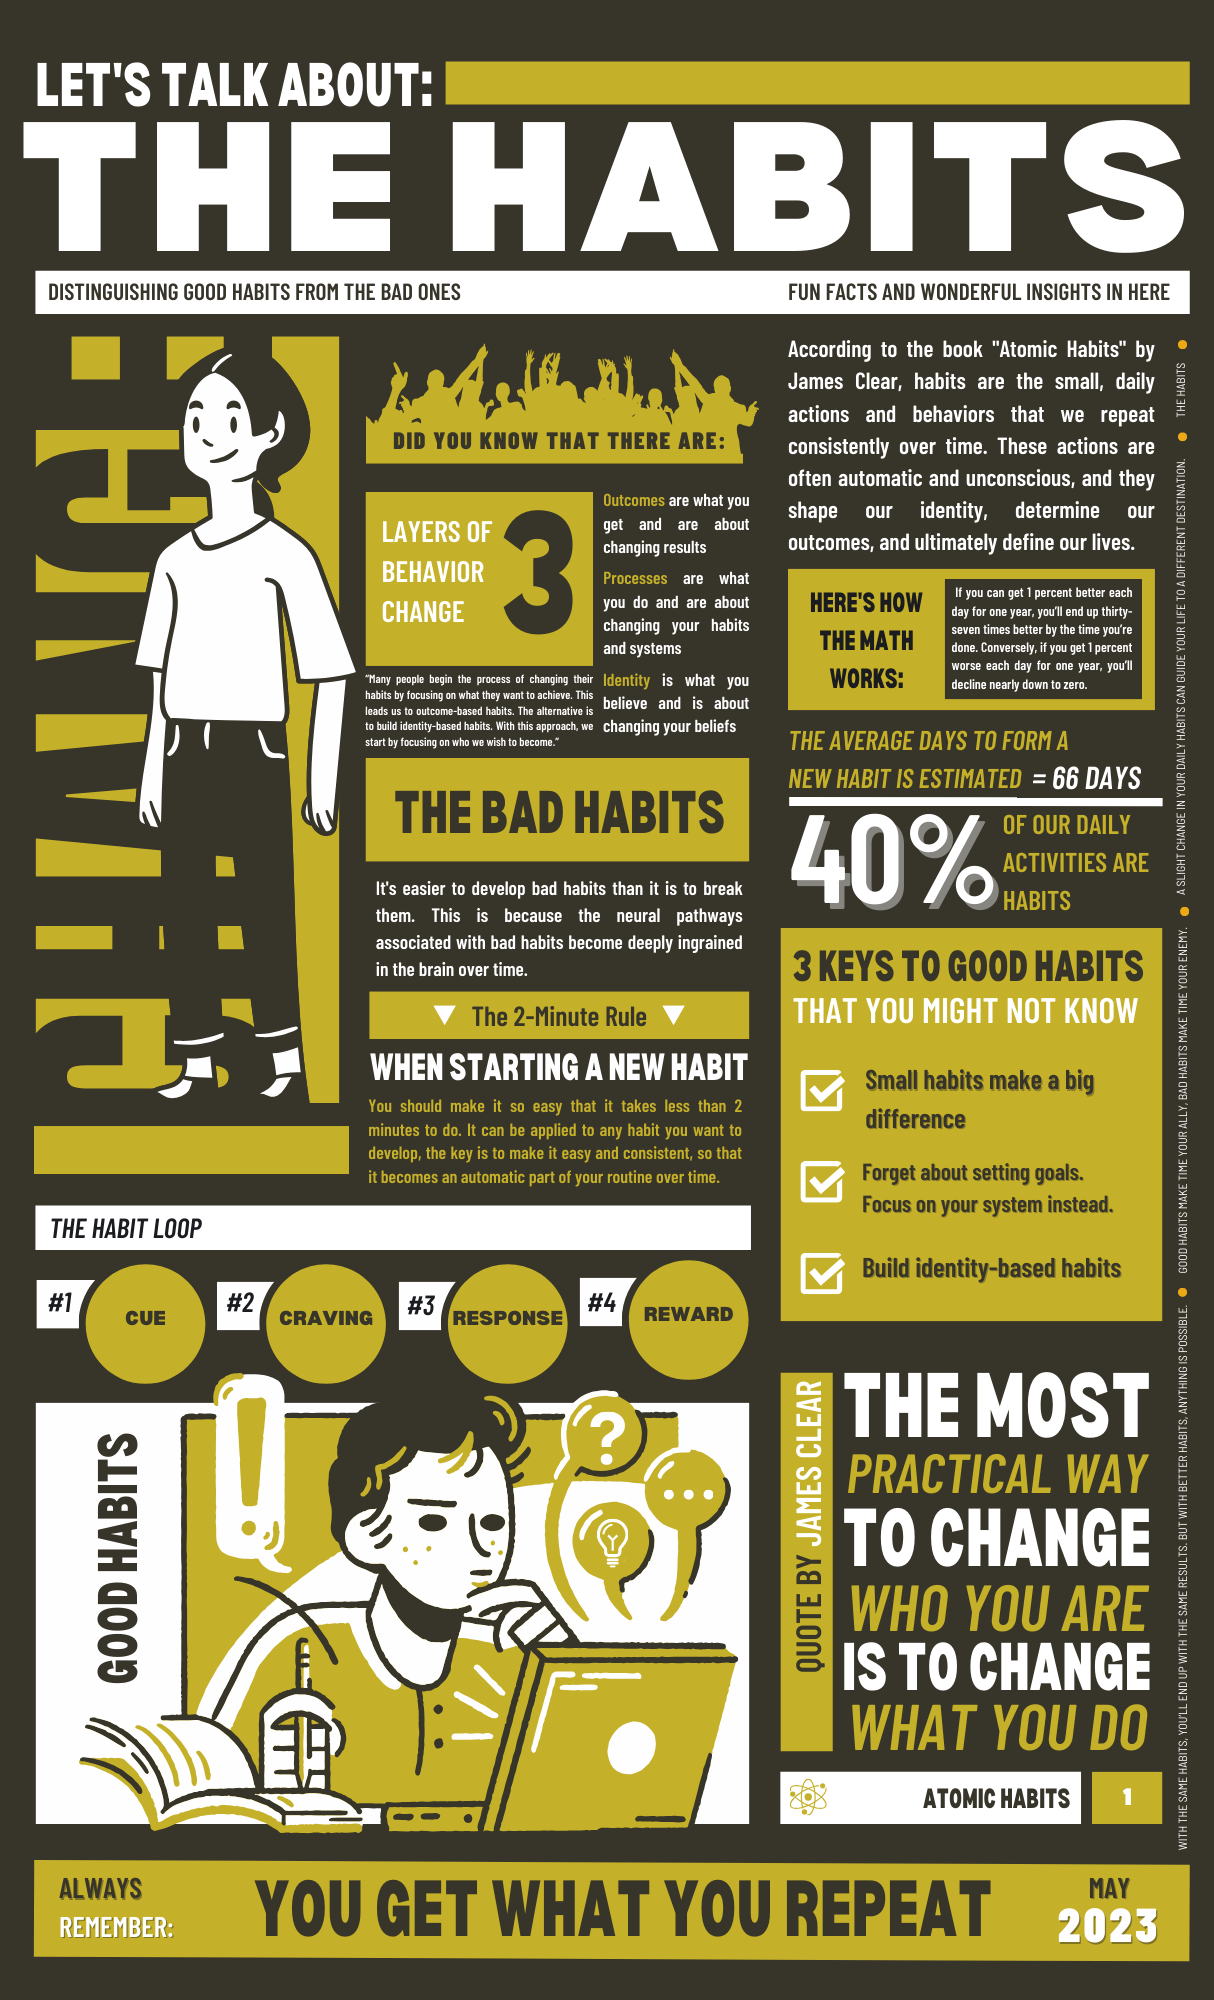 LET'S TALK ABOUT:
THE HABITS
DISTINGUISHING GOOD HABITS FROM THE BAD ONES
FUN FACTS AND WONDERFUL INSIGHTS IN HERE
CHANGE
DID YOU KNOW THAT THERE ARE:
LAYERS OF
BEHAVIOR
CHANGE
3
Outcomes are what you
get and are about
changing results
Processes are what
you do and are about
changing your habits
and systems
Identity is what you
believe and is about
changing your beliefs
"Many people begin the process of changing their
habits by focusing on what they want to achieve. This
leads us to outcome-based habits. The alternative is
to build identity-based habits. With this approach, we
start by focusing on who we wish to become."
THE BAD HABITS
It's easier to develop bad habits than it is to break
them. This is because the neural pathways
associated with bad habits become deeply ingrained
in the brain over time.
The 2-Minute Rule
WHEN STARTING A NEW HABIT
You should make it so easy that it takes less than 2
minutes to do. It can be applied to any habit you want to
develop, the key is to make it easy and consistent, so that
it becomes an automatic part of your routine over time.
THE HABIT LOOP
#1 CUE
#2 CRAVING
#3 RESPONSE
#4 REWARD
GOOD HABITS
?
According to the book "Atomic Habits" by
James Clear, habits are the small, daily
actions and behaviors that we repeat
consistently over time. These actions are
often automatic and unconscious, and they
shape our identity, determine our
outcomes, and ultimately define our lives.
HERE'S HOW
THE MATH
WORKS:
If you can get 1 percent better each
day for one year, you'll end up thirty-
seven times better by the time you're
done. Conversely, if you get 1 percent
worse each day for one year, you'll
decline nearly down to zero.
THE AVERAGE DAYS TO FORM A
NEW HABIT IS ESTIMATED = 66 DAYS
40%
OF OUR DAILY
ACTIVITIES ARE
HABITS
3 KEYS TO GOOD HABITS
THAT YOU MIGHT NOT KNOW
Small habits make a big
difference
Forget about setting goals.
Focus on your system instead.
Build identity-based habits
QUOTE BY JAMES CLEAR
THE MOST
PRACTICAL WAY
TO CHANGE
WHO YOU ARE
IS TO CHANGE
WHAT YOU DO
ATOMIC HABITS
1
WITH THE SAME HABITS, YOU'LL END UP WITH THE SAME RESULTS. BUT WITH BETTER HABITS, ANYTHING IS POSSIBLE. • GOOD HABITS MAKE TIME YOUR ALLY, BAD HABITS MAKE TIME YOUR ENEMY. • A SLIGHT CHANGE IN YOUR DAILY HABITS CAN GUIDE YOUR LIFE TO A DIFFERENT DESTINATION. • THE HABITS •
ALWAYS
REMEMBER:
YOU GET WHAT YOU REPEAT
MAY
2023